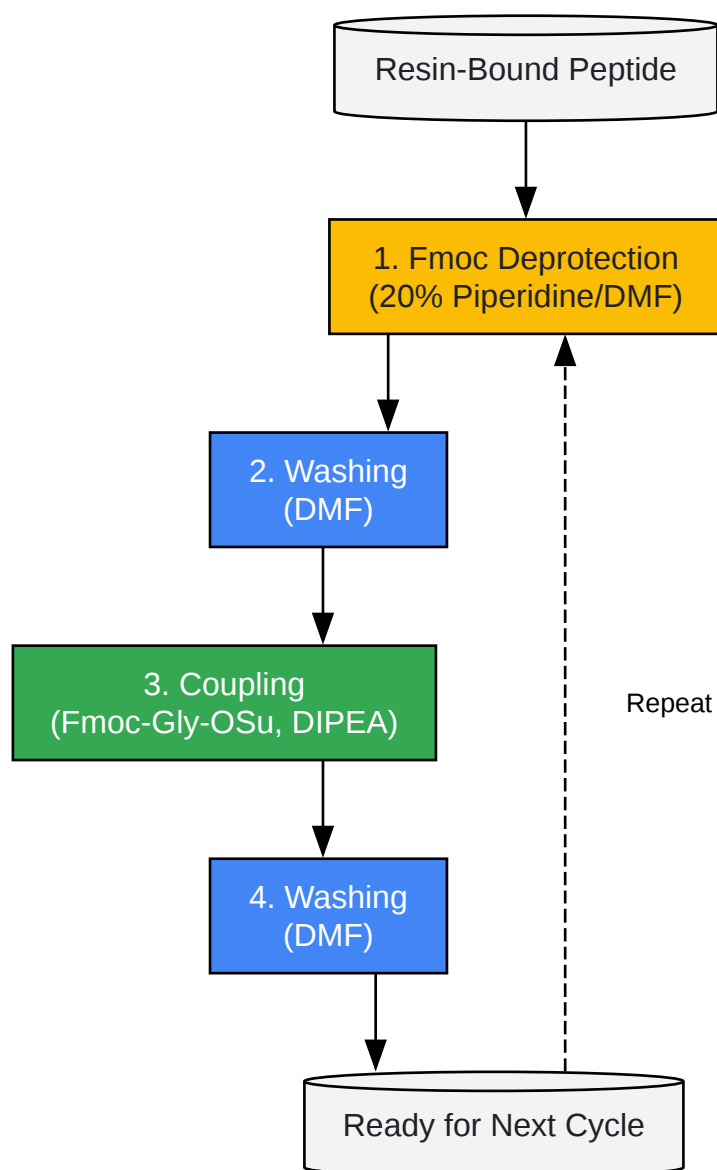 Resin-Bound Peptide
1. Fmoc Deprotection
(20% Piperidine/DMF)
2. Washing
(DMF)
3. Coupling
(Fmoc-Gly-OSu, DIPEA)
Repeat
4. Washing
(DMF)
Ready for Next Cycle